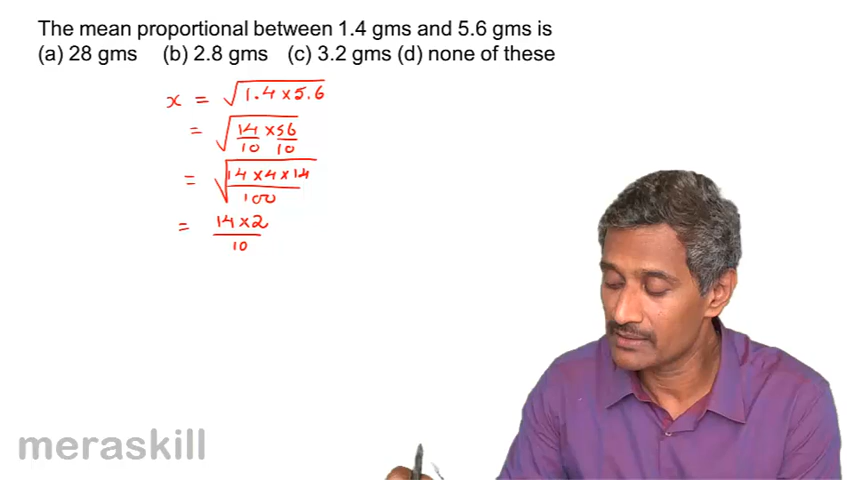 The mean proportional between 1.4 gms and 5.6 gms is
(a) 28 gms (b) 2.8 gms (c) 3.2 gms (d) none of these
x = √1.4 × 5.6
= √14/10 × 56/10
= √14 × 4 × 14/100
= 14 × 2/10
meraskill